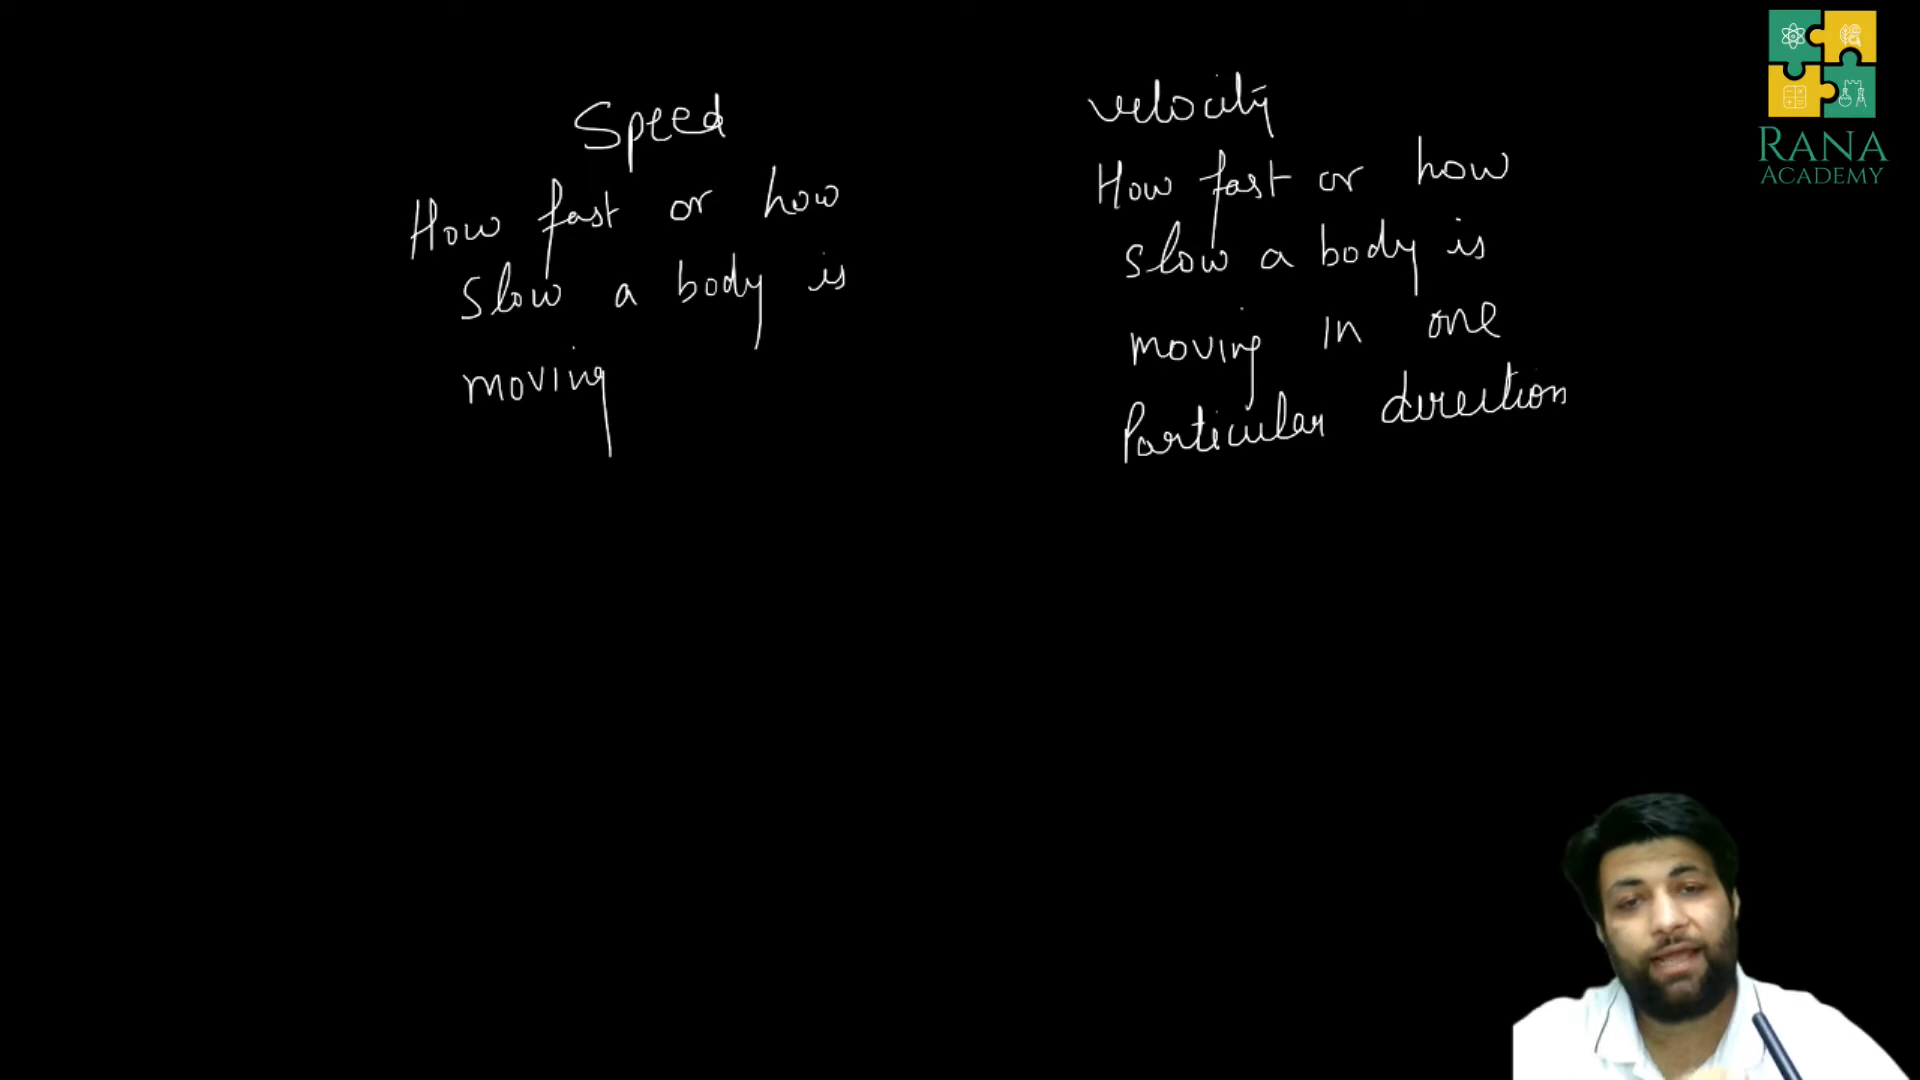 Speed
How fast or how
slow a body is
moving
velocity
How fast or how
slow a body is
moving in one
Particular direction
RANA
ACADEMY